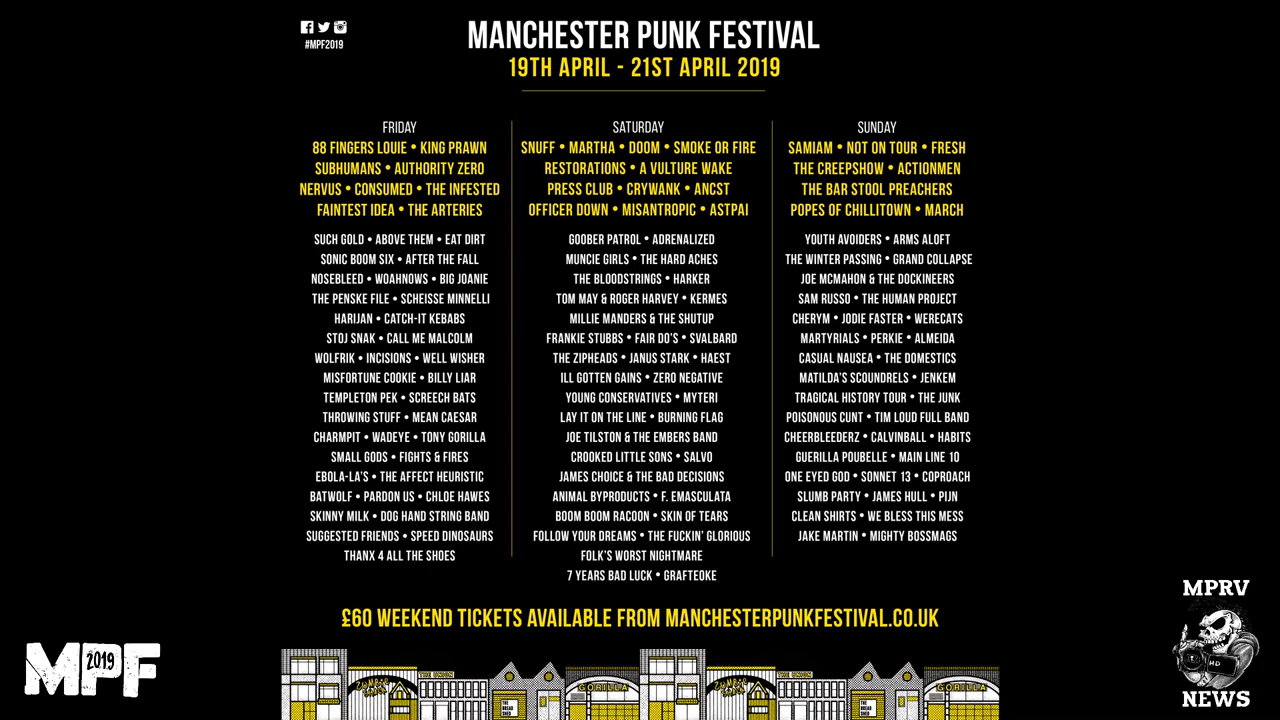 #MPF2019
MANCHESTER PUNK FESTIVAL
19TH APRIL - 21ST APRIL 2019
FRIDAY
88 FINGERS LOUIE • KING PRAWN
SUBHUMANS • AUTHORITY ZERO
NERVUS • CONSUMED • THE INFESTED
FAINTEST IDEA • THE ARTERIES
SUCH GOLD • ABOVE THEM • EAT DIRT
SONIC BOOM SIX • AFTER THE FALL
NOSEBLEED • WOAHNOWS • BIG JOANIE
THE PENSKE FILE • SCHEISSE MINNELLI
HARIJAN • CATCH-IT KEBABS
STOJ SNAK • CALL ME MALCOLM
WOLFRIK • INCISIONS • WELL WISHER
MISFORTUNE COOKIE • BILLY LIAR
TEMPLETON PEK • SCREECH BATS
THROWING STUFF • MEAN CAESAR
CHARMPIT • WADEYE • TONY GORILLA
SMALL GODS • FIGHTS & FIRES
EBOLA-LA'S • THE AFFECT HEURISTIC
BATWOLF • PARDON US • CHLOE HAWES
SKINNY MILK • DOG HAND STRING BAND
SUGGESTED FRIENDS • SPEED DINOSAURS
THANX 4 ALL THE SHOES
SATURDAY
SNUFF • MARTHA • DOOM • SMOKE OR FIRE
RESTORATIONS • A VULTURE WAKE
PRESS CLUB • CRYWANK • ANCST
OFFICER DOWN • MISANTROPIC • ASTPAI
GOOBER PATROL • ADRENALIZED
MUNCIE GIRLS • THE HARD ACHES
THE BLOODSTRINGS • HARKER
TOM MAY & ROGER HARVEY • KERMES
MILLIE MANDERS & THE SHUTUP
FRANKIE STUBBS • FAIR DO'S • SVALBARD
THE ZIPHEADS • JANUS STARK • HAEST
ILL GOTTEN GAINS • ZERO NEGATIVE
YOUNG CONSERVATIVES • MYTERI
LAY IT ON THE LINE • BURNING FLAG
JOE TILSTON & THE EMBERS BAND
CROOKED LITTLE SONS • SALVO
JAMES CHOICE & THE BAD DECISIONS
ANIMAL BYPRODUCTS • F. EMASCULATA
BOOM BOOM RACOON • SKIN OF TEARS
FOLLOW YOUR DREAMS • THE FUCKIN' GLORIOUS
FOLK'S WORST NIGHTMARE
7 YEARS BAD LUCK • GRAFTEOKE
SUNDAY
SAMIAM • NOT ON TOUR • FRESH
THE CREEPSHOW • ACTIONMEN
THE BAR STOOL PREACHERS
POPES OF CHILLITOWN • MARCH
YOUTH AVOIDERS • ARMS ALOFT
THE WINTER PASSING • GRAND COLLAPSE
JOE MCMAHON & THE DOCKINEERS
SAM RUSSO • THE HUMAN PROJECT
CHERYM • JODIE FASTER • WERECATS
MARTYRIALS • PERKIE • ALMEIDA
CASUAL NAUSEA • THE DOMESTICS
MATILDA'S SCOUNDRELS • JENKEM
TRAGICAL HISTORY TOUR • THE JUNK
POISONOUS CUNT • TIM LOUD FULL BAND
CHEERBLEEDERZ • CALVINBALL • HABITS
GUERILLA POUBELLE • MAIN LINE 10
ONE EYED GOD • SONNET 13 • COPROACH
SLUMB PARTY • JAMES HULL • PIJN
CLEAN SHIRTS • WE BLESS THIS MESS
JAKE MARTIN • MIGHTY BOSSMAGS
£60 WEEKEND TICKETS AVAILABLE FROM MANCHESTERPUNKFESTIVAL.CO.UK
MPF
2019
GORILLA
THE BREAD SHED
GORILLA
THE BREAD SHED
MPRV
HD
NEWS